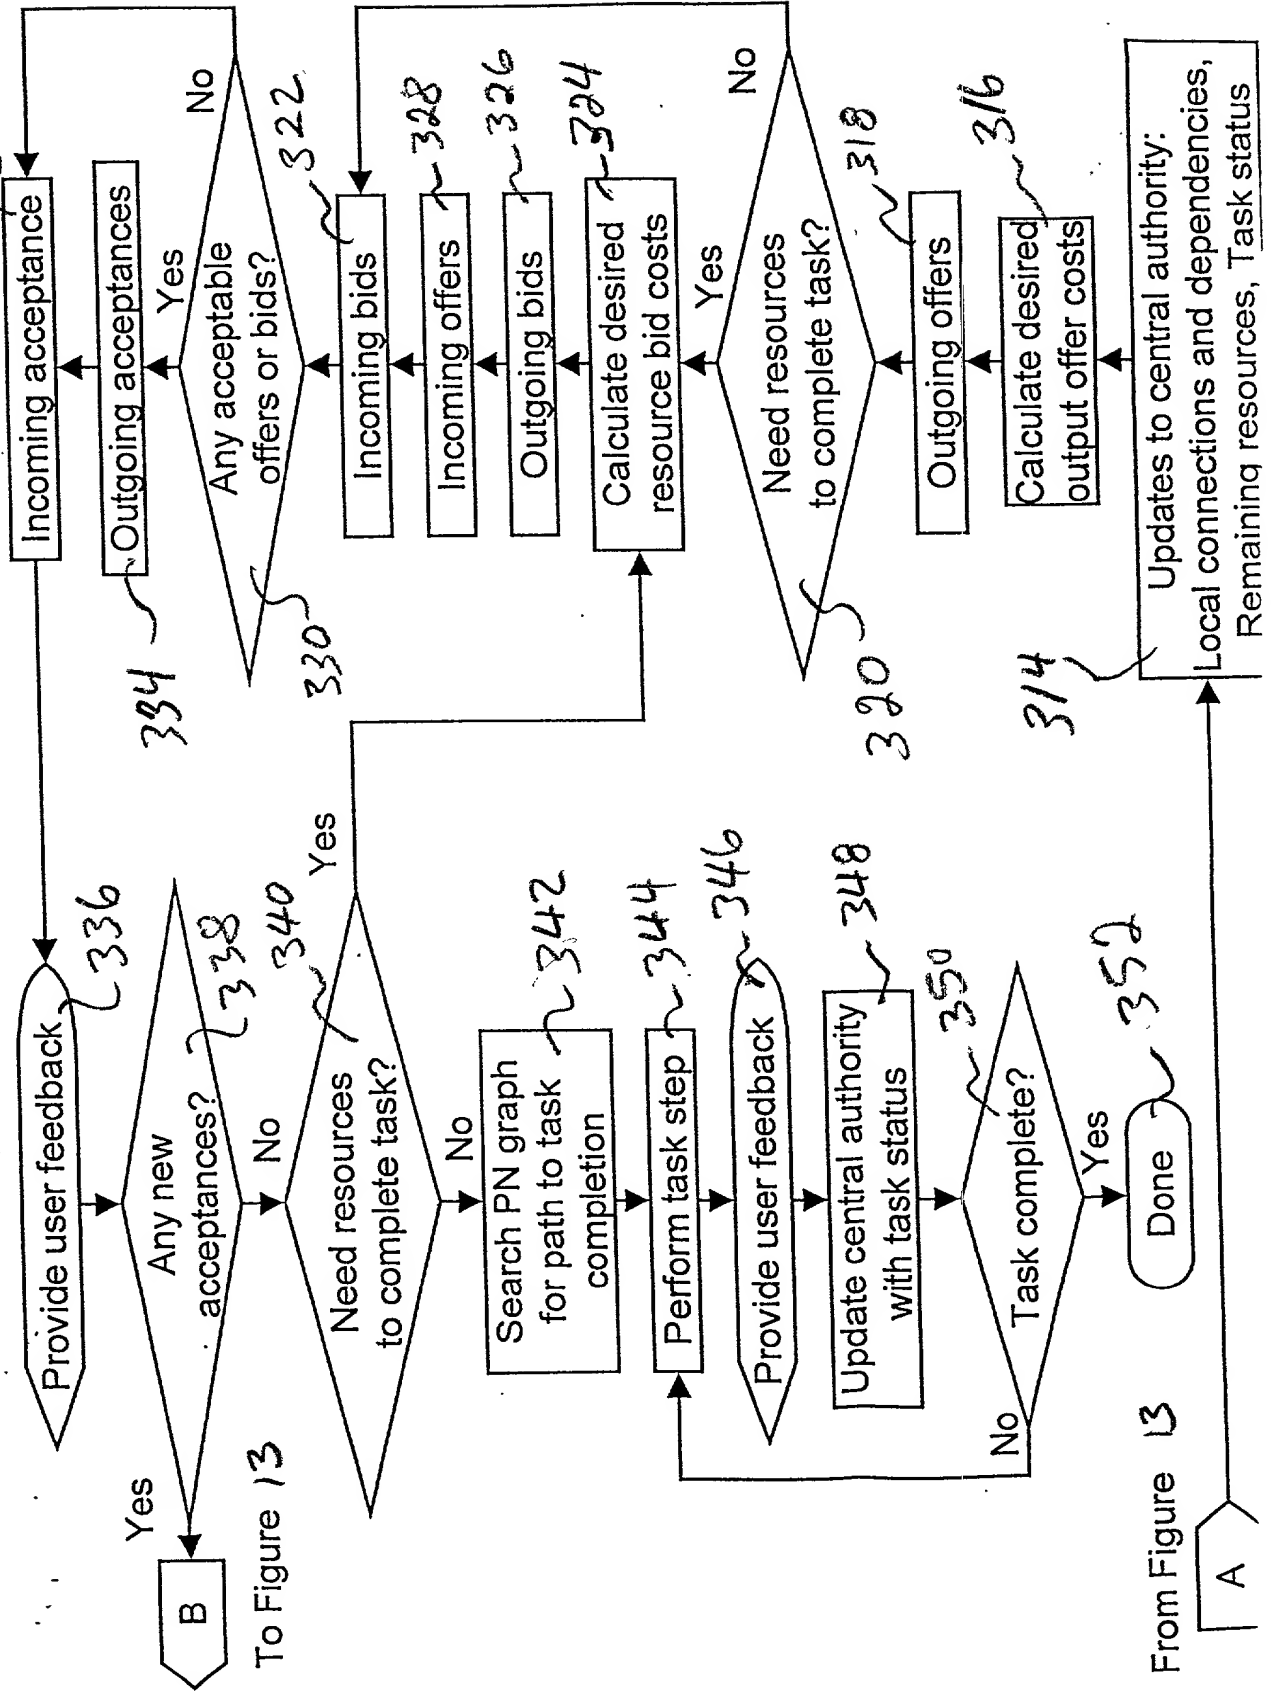 Provide user feedback
336
Any new
acceptances?
338
Yes
B
To Figure 13
No
340
Need resources
to complete task?
Yes
No
Search PN graph
for path to task
completion
342
Perform task step
344
Provide user feedback
346
Update central authority
with task status
348
Task complete?
350
No
Yes
Done
352
From Figure 13
A
Incoming acceptance
Outgoing acceptances
334
Yes
No
Any acceptable
offers or bids?
330
Incoming bids
322
Incoming offers
328
Outgoing bids
326
Calculate desired
resource bid costs
324
Yes
No
Need resources
to complete task?
320
Outgoing offers
318
Calculate desired
output offer costs
316
Updates to central authority:
Local connections and dependencies,
Remaining resources, Task status
314